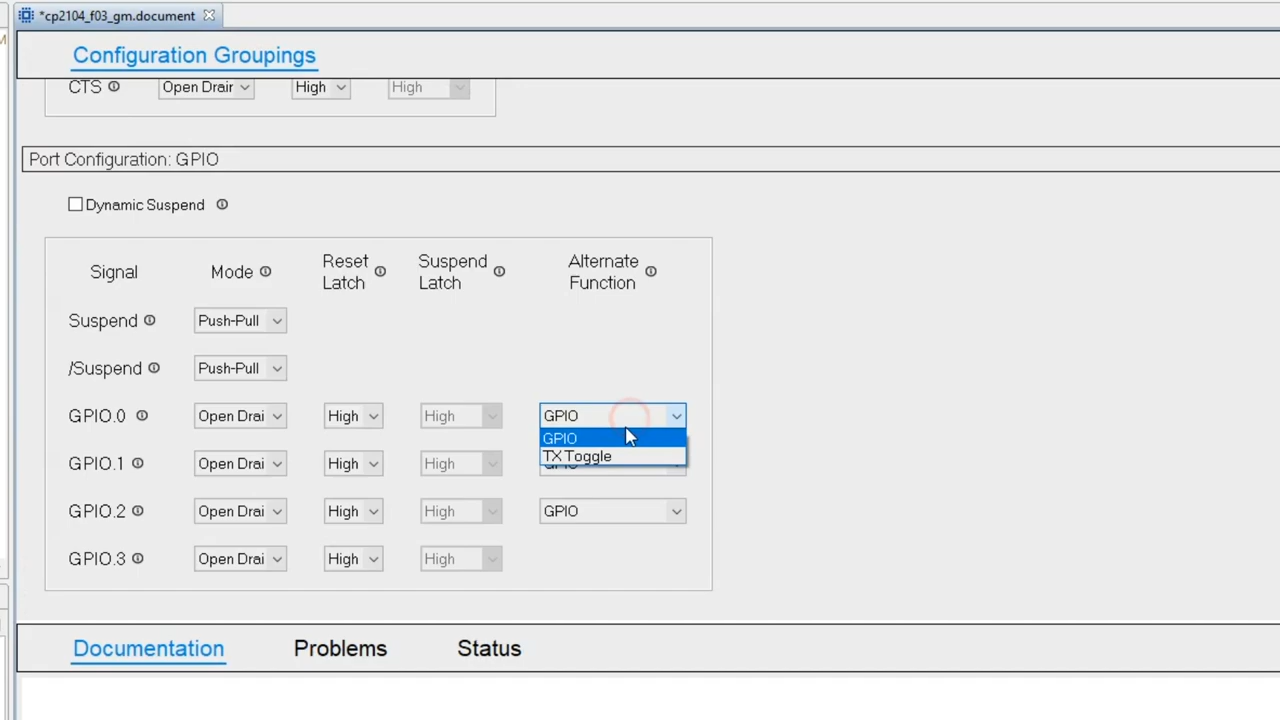 *cp2104_f03_gm.document
Configuration Groupings
CTS Open Drair High High
Port Configuration: GPIO
Dynamic Suspend
Signal Mode Reset Latch Suspend Latch Alternate Function
Suspend Push-Pull
/Suspend Push-Pull
GPIO.0 Open Drai High High GPIO
GPIO
TX Toggle
GPIO.1 Open Drai High High GPIO
GPIO.2 Open Drai High High GPIO
GPIO.3 Open Drai High High
Documentation Problems Status